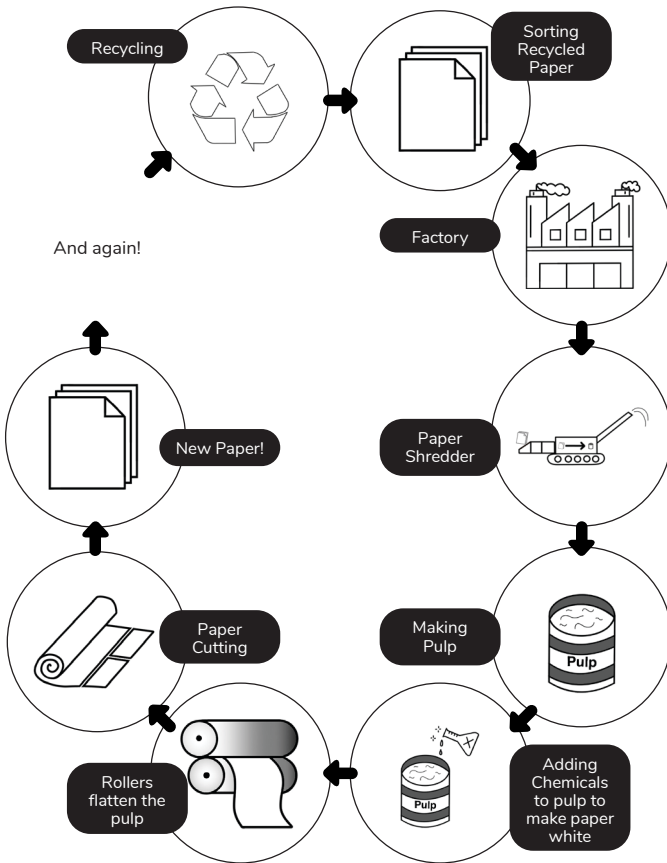 Recycling
Sorting
Recycled
Paper
Factory
Paper
Shredder
Making
Pulp
Pulp
Adding
Chemicals
to pulp to
make paper
white
Pulp
Rollers
flatten the
pulp
Paper
Cutting
New Paper!
And again!